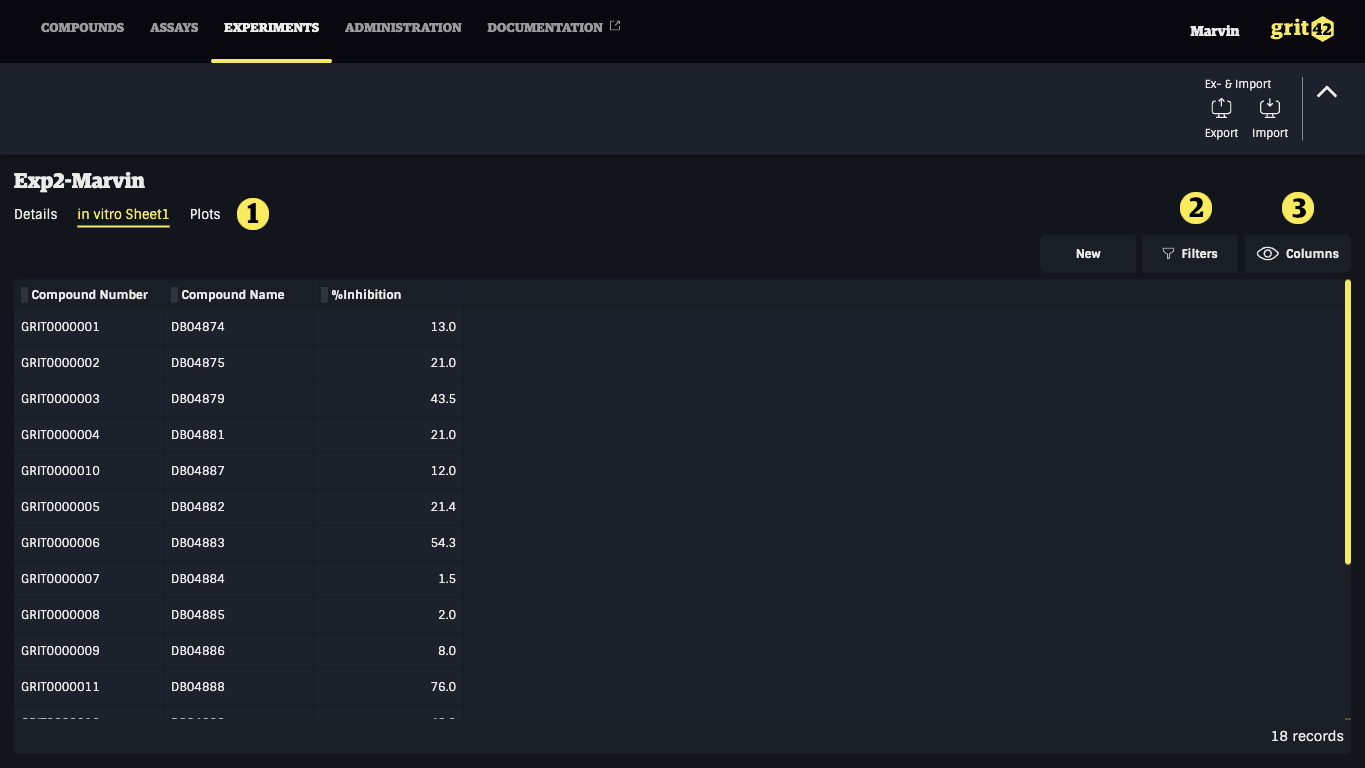 COMPOUNDS ASSAYS EXPERIMENTS ADMINISTRATION DOCUMENTATION Marvin grit42
Ex- & Import
Export Import
Exp2-Marvin
Details in vitro Sheet1 Plots 1
2 3
New Filters Columns
Compound Number Compound Name %Inhibition
GRIT0000001 DB04874 13.0
GRIT0000002 DB04875 21.0
GRIT0000003 DB04879 43.5
GRIT0000004 DB04881 21.0
GRIT0000010 DB04887 12.0
GRIT0000005 DB04882 21.4
GRIT0000006 DB04883 54.3
GRIT0000007 DB04884 1.5
GRIT0000008 DB04885 2.0
GRIT0000009 DB04886 8.0
GRIT0000011 DB04888 76.0
18 records